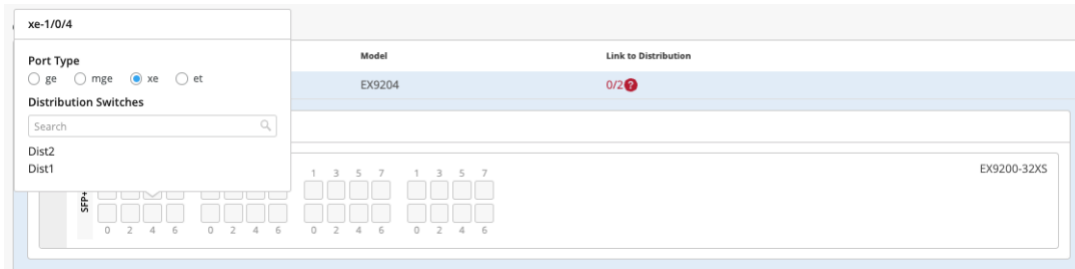 xe-1/0/4
Port Type
ge mge xe et
Distribution Switches
Search
Dist2
Dist1
Model Link to Distribution
EX9204 0/2?
EX9200-32XS
1 3 5 7 1 3 5 7
SFP+
0 2 4 6 0 2 4 6 0 2 4 6 0 2 4 6